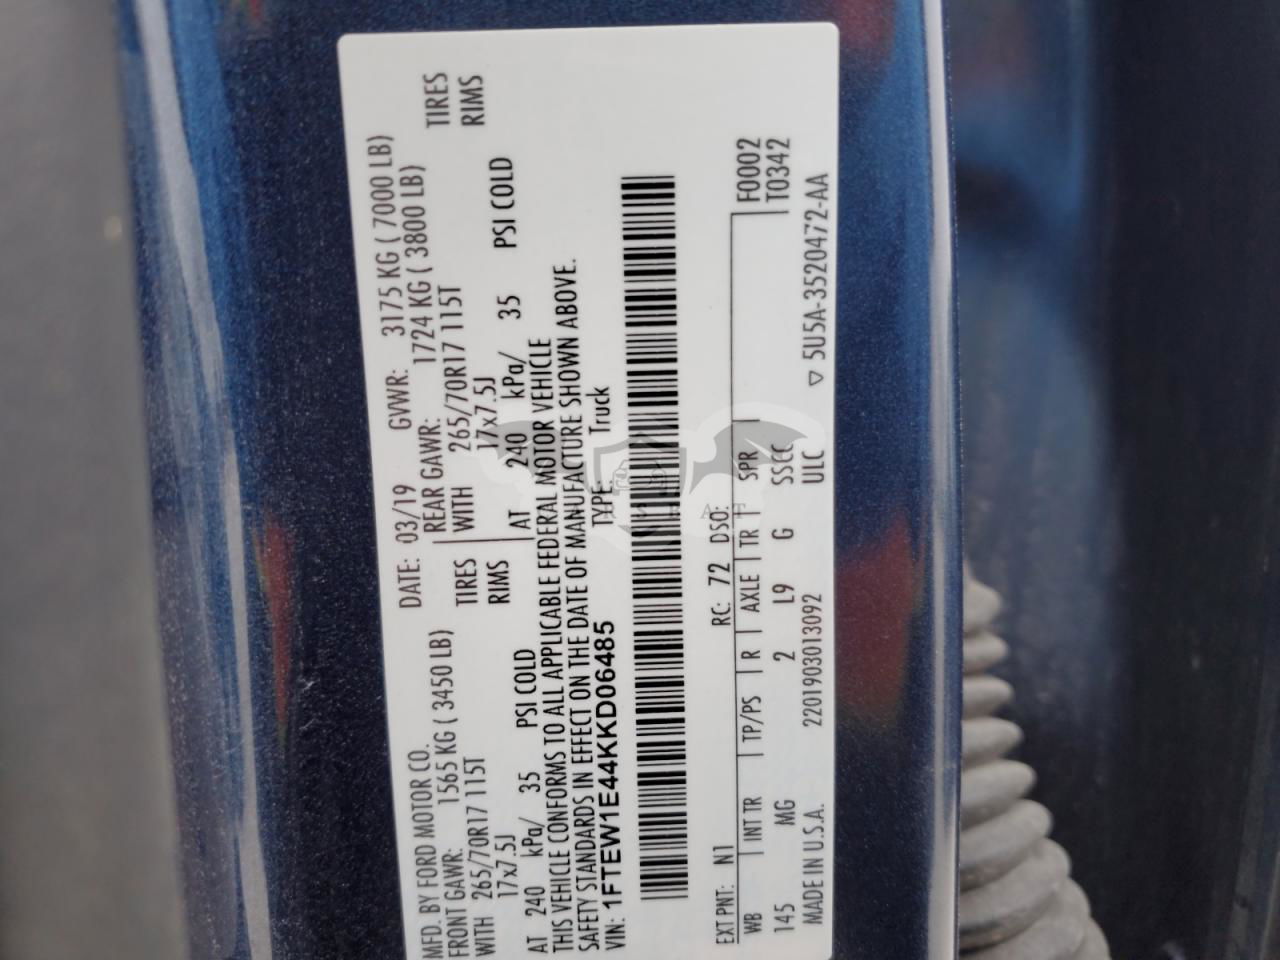 MFD. BY FORD MOTOR CO.
DATE: 03/19 GVWR: 3175 KG ( 7000 LB)
FRONT GAWR: 1565 KG ( 3450 LB) REAR GAWR: 1724 KG ( 3800 LB)
WITH 265/70R17 115T TIRES WITH 265/70R17 115T TIRES
17x7.5J RIMS 17x7.5J RIMS
AT 240 kPa/ 35 PSI COLD AT 240 kPa/ 35 PSI COLD
THIS VEHICLE CONFORMS TO ALL APPLICABLE FEDERAL MOTOR VEHICLE
SAFETY STANDARDS IN EFFECT ON THE DATE OF MANUFACTURE SHOWN ABOVE.
VIN: 1FTEW1E44KKD06485 TYPE: Truck
EXT PNT: N1 RC: 72 DSO: F0002
WB INT TR TP/PS R AXLE TR SPR T0342
145 MG 2 L9 G SSCC
MADE IN U.S.A. 2201903013092 ULC ▽ 5U5A-3520472-AA